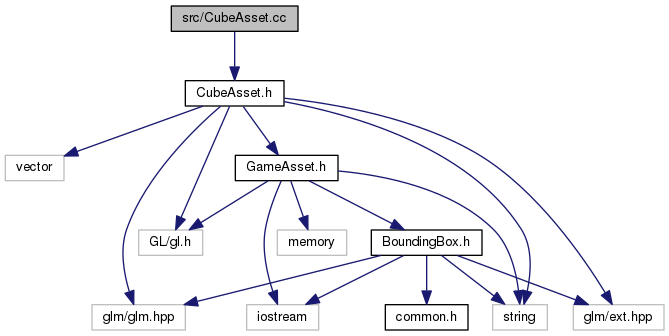 src/CubeAsset.cc
CubeAsset.h
vector
GameAsset.h
GL/gl.h
memory
BoundingBox.h
glm/glm.hpp
iostream
common.h
string
glm/ext.hpp